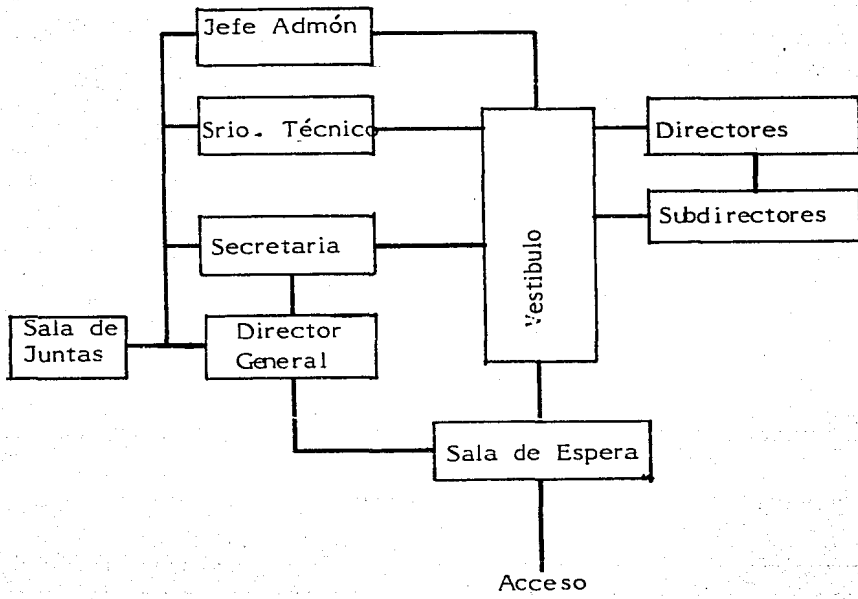 Jefe Admón
Srio. Técnico
Directores
Subdirectores
Secretaria
Vestibulo
Sala de
Juntas
Director
General
Sala de Espera
Acceso